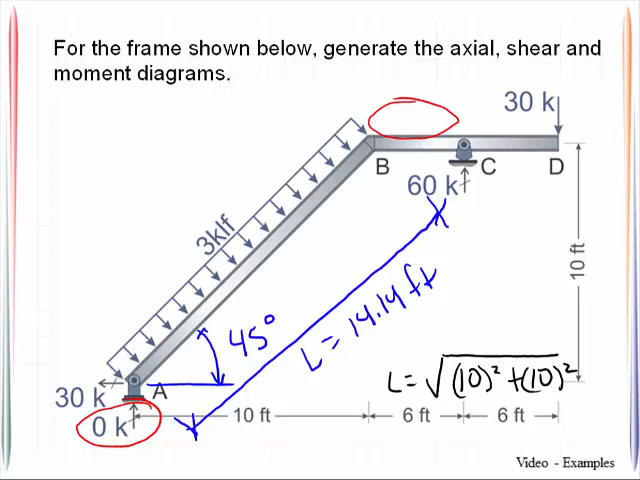 For the frame shown below, generate the axial, shear and
moment diagrams.
30 k
B
C
D
60 k
3klf
10 ft
45°
L = 14.14 ft
L = √(10)² + (10)²
30 k
A
0 k
10 ft
6 ft
6 ft
Video - Examples